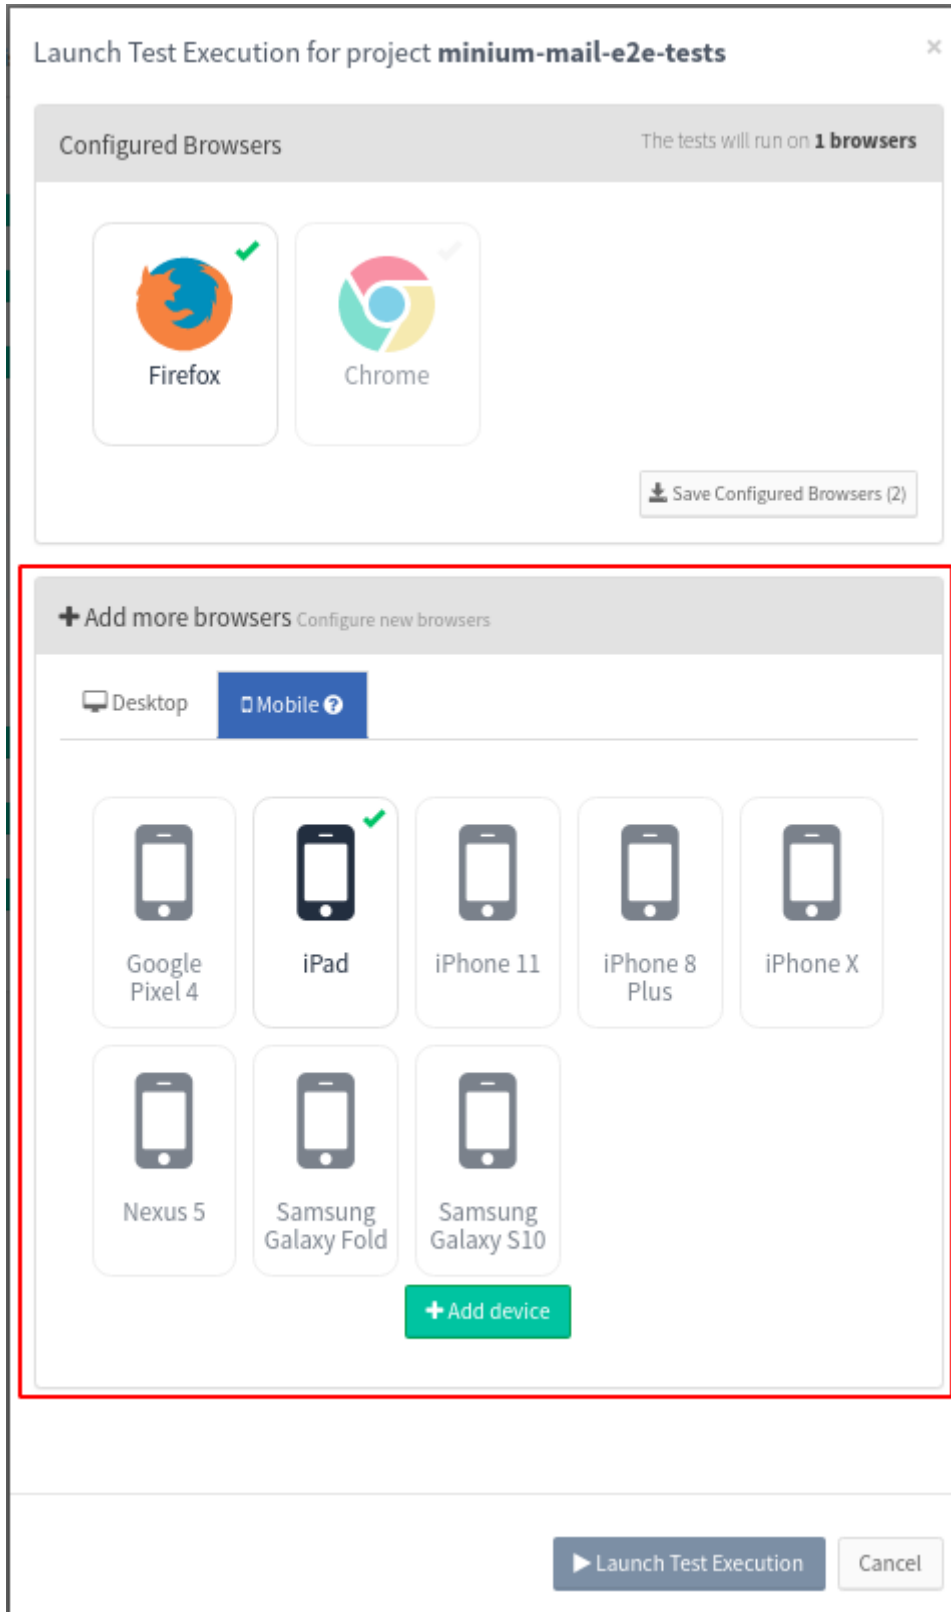 Launch Test Execution for project minium-mail-e2e-tests ×
Configured Browsers The tests will run on 1 browsers
Firefox Chrome
Save Configured Browsers (2)
Add more browsers Configure new browsers
Desktop Mobile ?
Google Pixel 4
iPad
iPhone 11
iPhone 8 Plus
iPhone X
Nexus 5
Samsung Galaxy Fold
Samsung Galaxy S10
Add device
Launch Test Execution Cancel